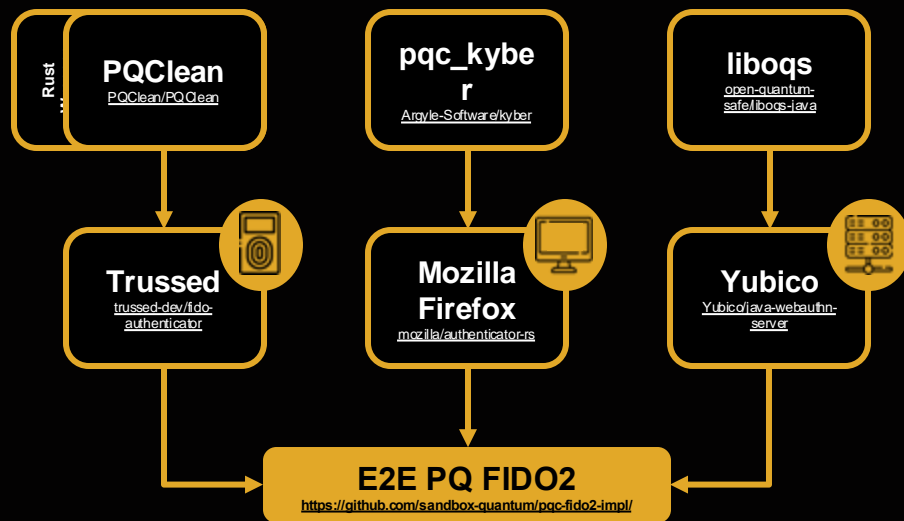 Rust
PQClean
PQClean/PQClean
pqc_kybe
r
Argyle-Software/kyber
liboqs
open-quantum-
safe/liboqs-java
Trussed
trussed-dev/fido-
authenticator
Mozilla
Firefox
mozilla/authenticator-rs
Yubico
Yubico/java-webauthn-
server
E2E PQ FIDO2
https://github.com/sandbox-quantum/pqc-fido2-impl/